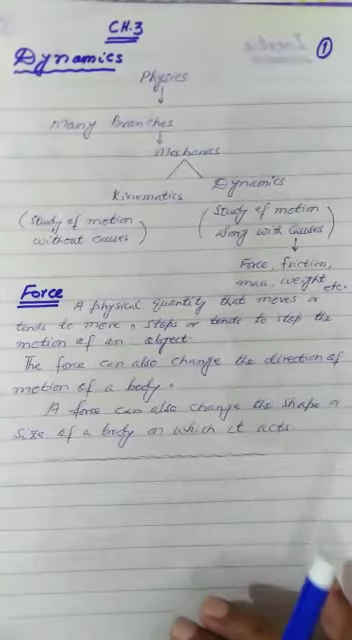 CH.3
Dynamics
1
Physics
Many Branches
Mechanics
Kinematics
Dynamics
(Study of motion without causes)
(Study of motion along with causes)
Force, friction,
mass, weight etc.
Force A physical quantity that moves or
tends to move, stops or tends to stop the
motion of an object.
The force can also change the direction of
motion of a body.
A force can also change the shape or
size of a body on which it acts.